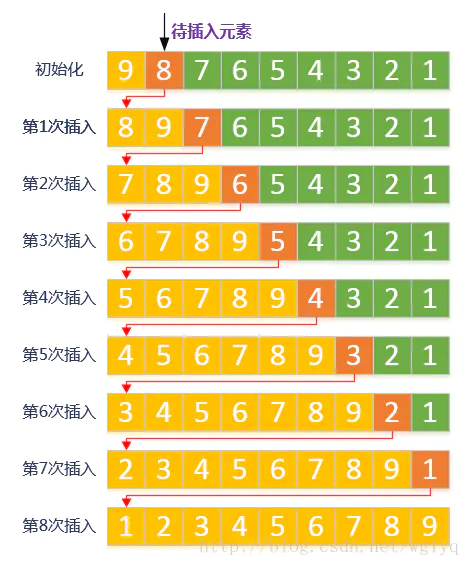 待插入元素
初始化 9 8 7 6 5 4 3 2 1
第1次插入 8 9 7 6 5 4 3 2 1
第2次插入 7 8 9 6 5 4 3 2 1
第3次插入 6 7 8 9 5 4 3 2 1
第4次插入 5 6 7 8 9 4 3 2 1
第5次插入 4 5 6 7 8 9 3 2 1
第6次插入 3 4 5 6 7 8 9 2 1
第7次插入 2 3 4 5 6 7 8 9 1
第8次插入 1 2 3 4 5 6 7 8 9